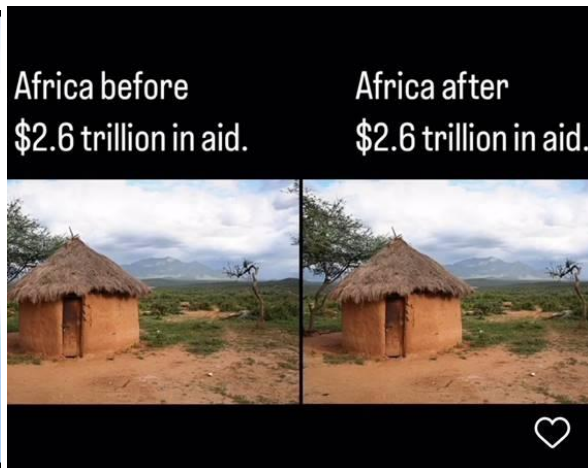 Africa before
$2.6 trillion in aid.
Africa after
$2.6 trillion in aid.